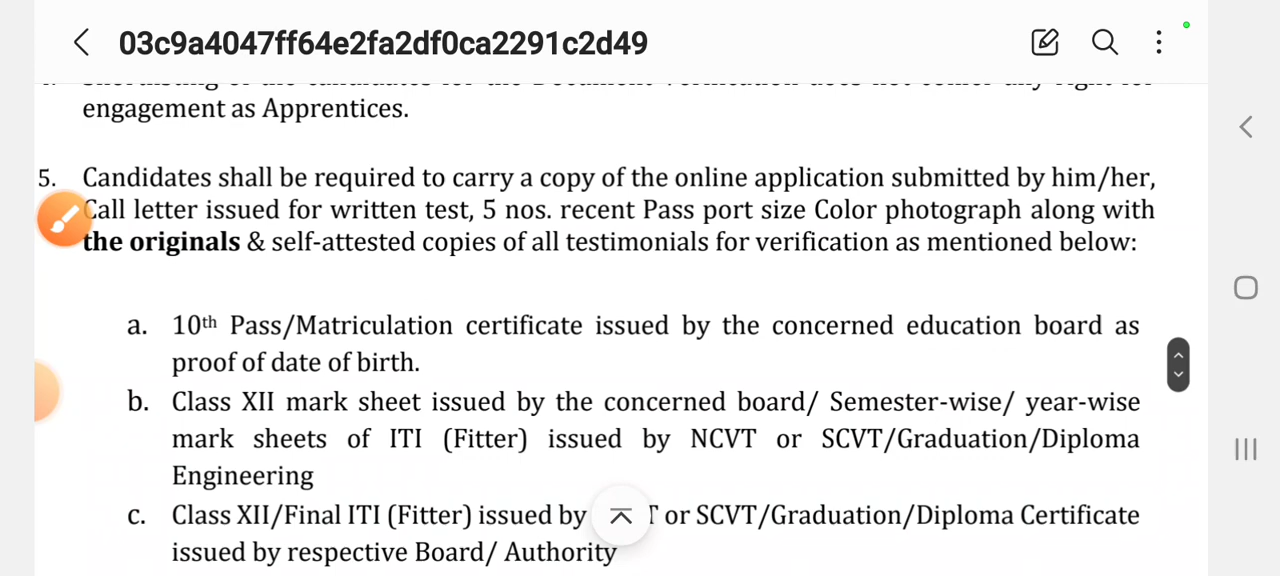 03c9a4047ff64e2fa2df0ca2291c2d49
engagement as Apprentices.
5. Candidates shall be required to carry a copy of the online application submitted by him/her,
Call letter issued for written test, 5 nos. recent Pass port size Color photograph along with
the originals & self-attested copies of all testimonials for verification as mentioned below:
a. 10th Pass/Matriculation certificate issued by the concerned education board as
proof of date of birth.
b. Class XII mark sheet issued by the concerned board/ Semester-wise/ year-wise
mark sheets of ITI (Fitter) issued by NCVT or SCVT/Graduation/Diploma
Engineering
c. Class XII/Final ITI (Fitter) issued by T or SCVT/Graduation/Diploma Certificate
issued by respective Board/ Authority